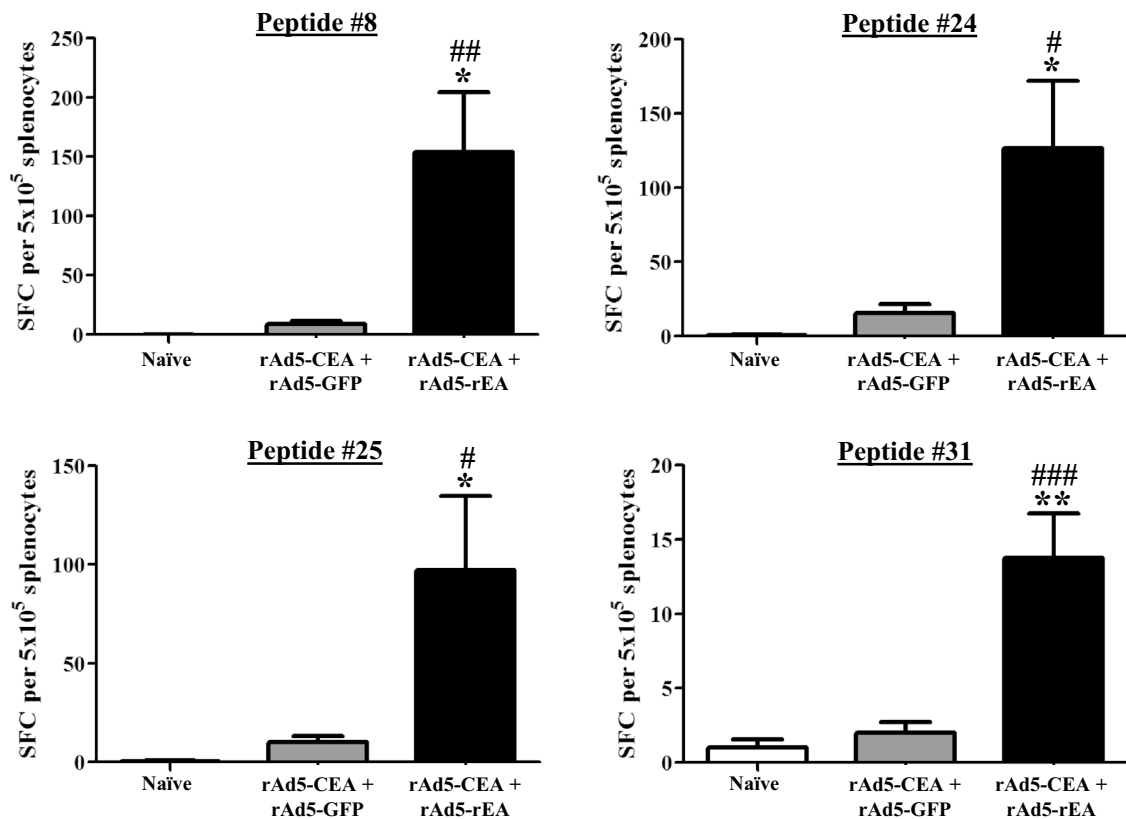 Peptide #8
SFC per 5x10⁵ splenocytes
250
200
150
100
50
0
##
*
Naïve
rAd5-CEA +
rAd5-GFP
rAd5-CEA +
rAd5-rEA
Peptide #24
SFC per 5x10⁵ splenocytes
200
150
100
50
0
#
*
Naïve
rAd5-CEA +
rAd5-GFP
rAd5-CEA +
rAd5-rEA
Peptide #25
SFC per 5x10⁵ splenocytes
150
100
50
0
#
*
Naïve
rAd5-CEA +
rAd5-GFP
rAd5-CEA +
rAd5-rEA
Peptide #31
SFC per 5x10⁵ splenocytes
20
15
10
5
0
###
**
Naïve
rAd5-CEA +
rAd5-GFP
rAd5-CEA +
rAd5-rEA